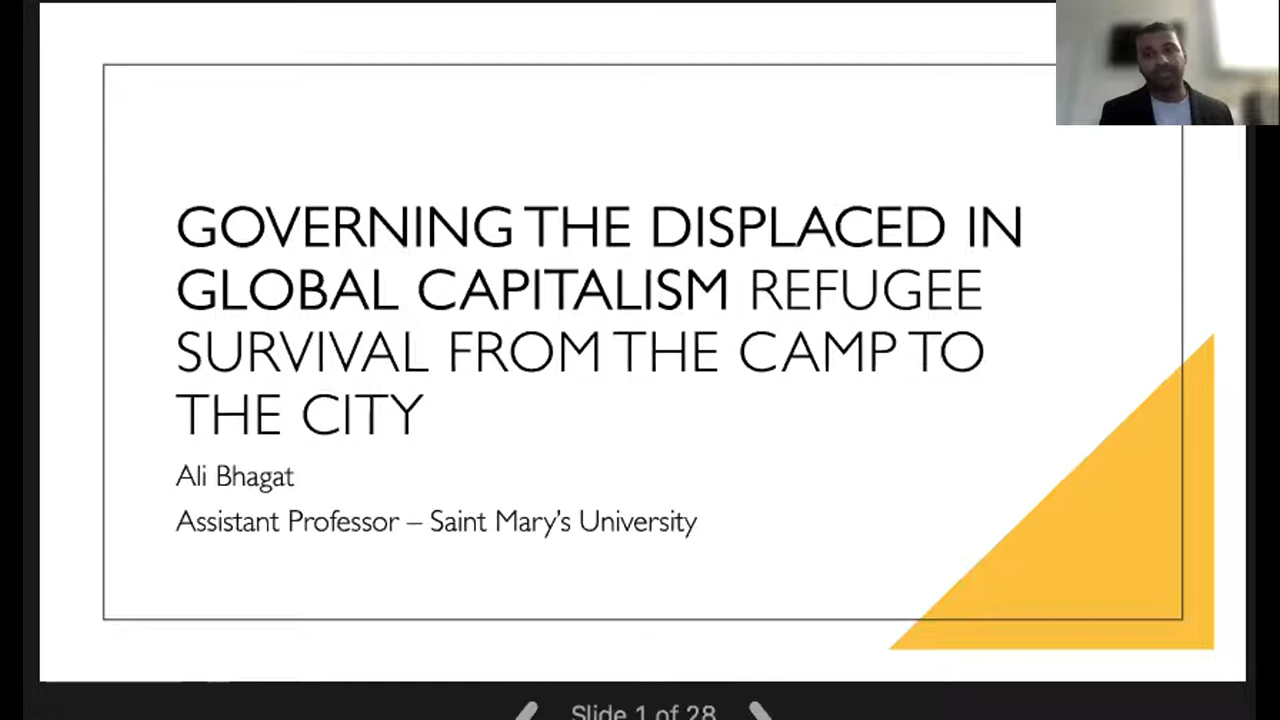 GOVERNING THE DISPLACED IN
GLOBAL CAPITALISM REFUGEE
SURVIVAL FROM THE CAMP TO
THE CITY
Ali Bhagat
Assistant Professor – Saint Mary's University
Slide 1 of 28